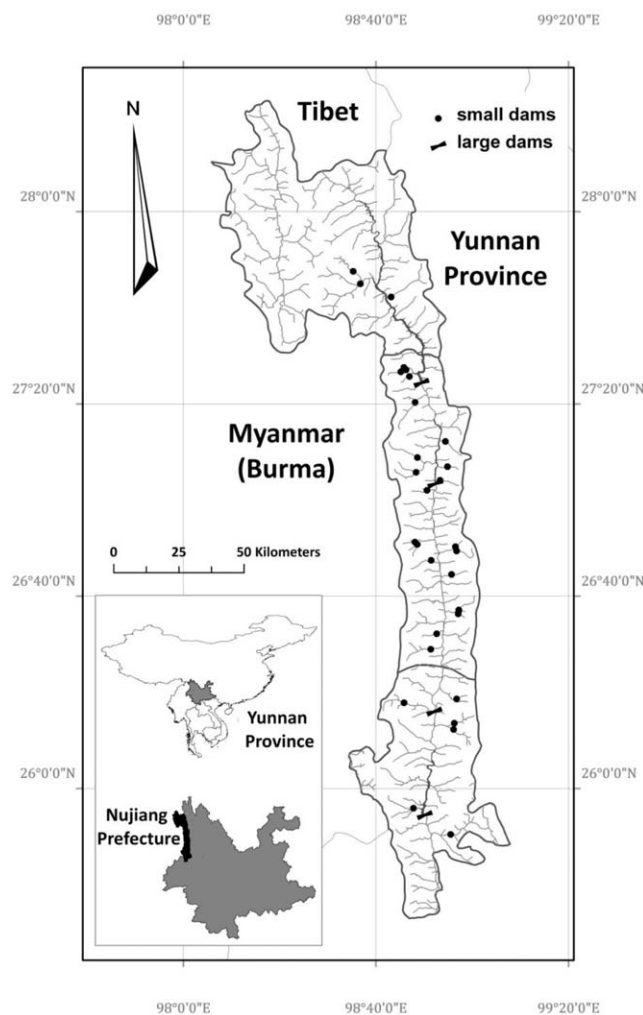 98°0'0"E 98°40'0"E 99°20'0"E
N
Tibet
small dams
large dams
28°0'0"N 28°0'0"N
Yunnan
Province
27°20'0"N 27°20'0"N
Myanmar
(Burma)
0 25 50 Kilometers
26°40'0"N 26°40'0"N
Yunnan
Province
26°0'0"N 26°0'0"N
Nujiang
Prefecture
98°0'0"E 98°40'0"E 99°20'0"E